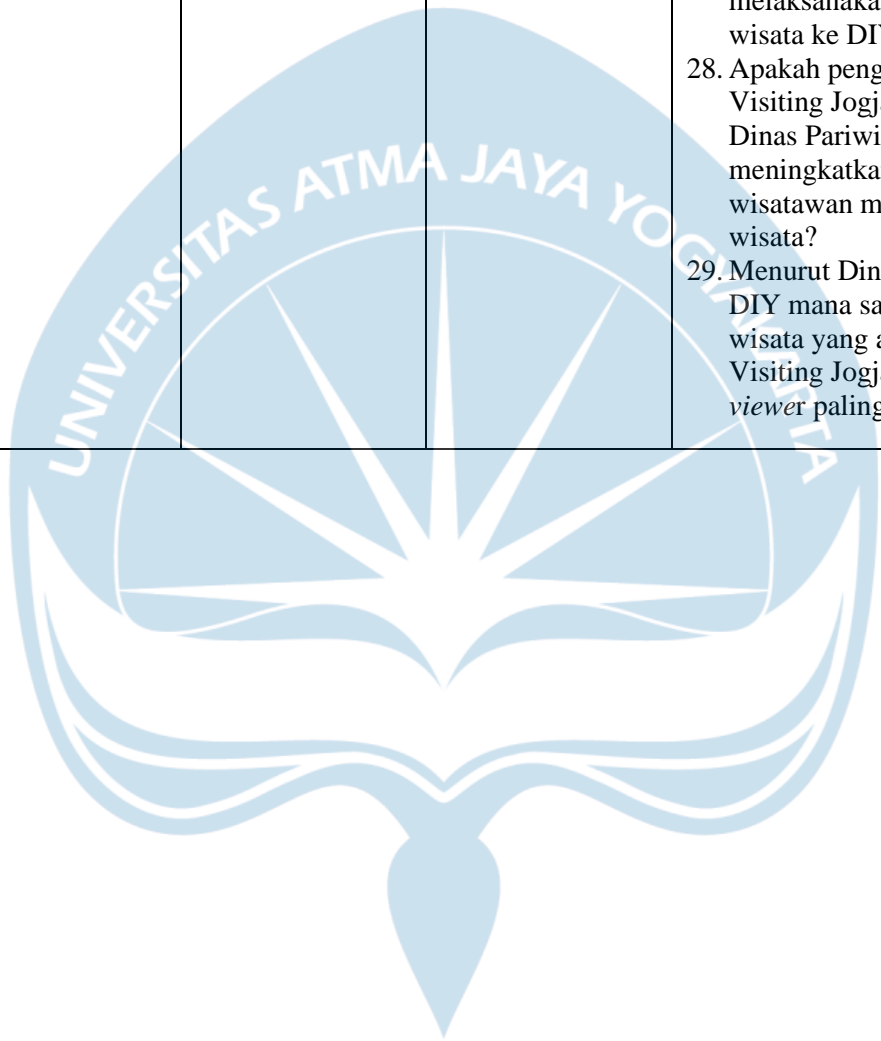 wisata ke DI
28. Apakah peng
Visiting Jogj
Dinas Pariwi
meningkatka
wisatawan m
wisata?
29. Menurut Din
DIY mana sa
wisata yang a
Visiting Jogj
viewer paling
UNIVERSITAS ATMA JAYA YOGYAKARTA